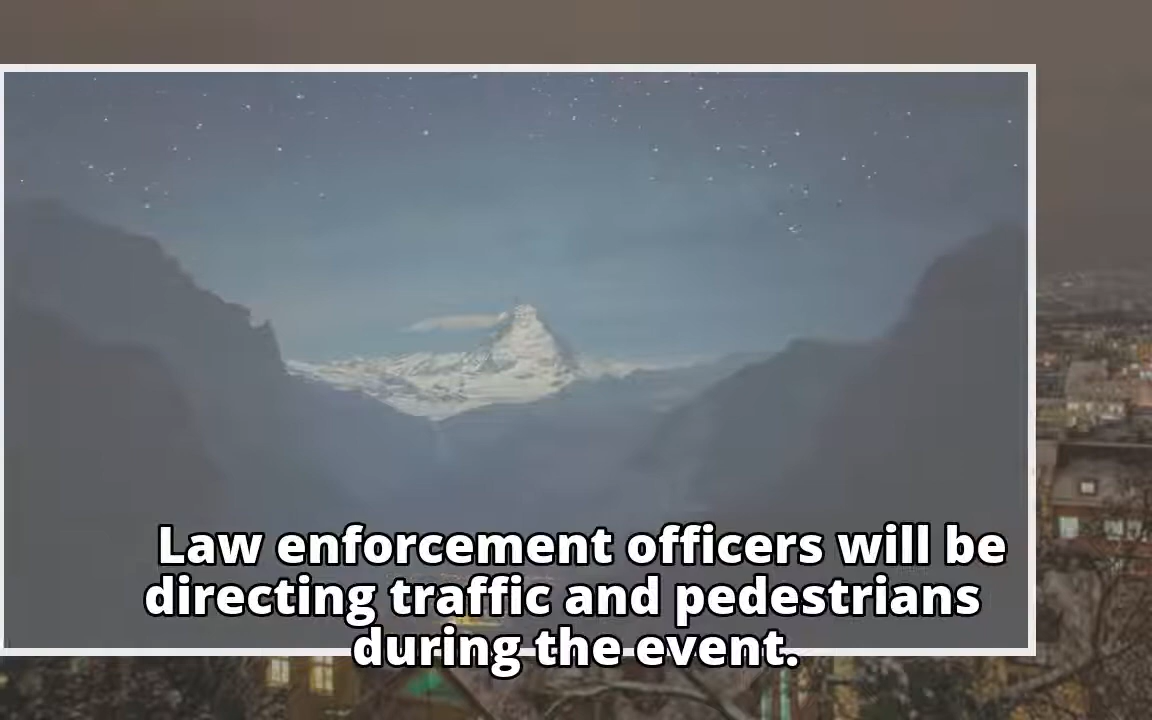 Law enforcement officers will be
directing traffic and pedestrians
during the event.